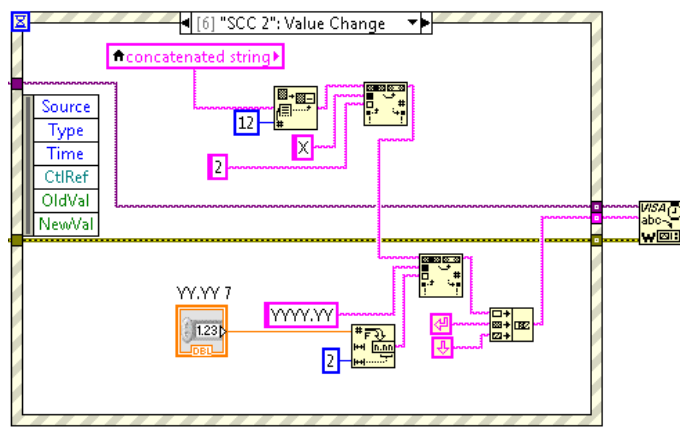 [6] "SCC 2": Value Change
concatenated string
Source
Type
Time
CtlRef
OldVal
NewVal
12
X
2
VISA
abc
W
YY.YY 7
YYYY.YY
1.23
DBL
#
F
n.nn
2